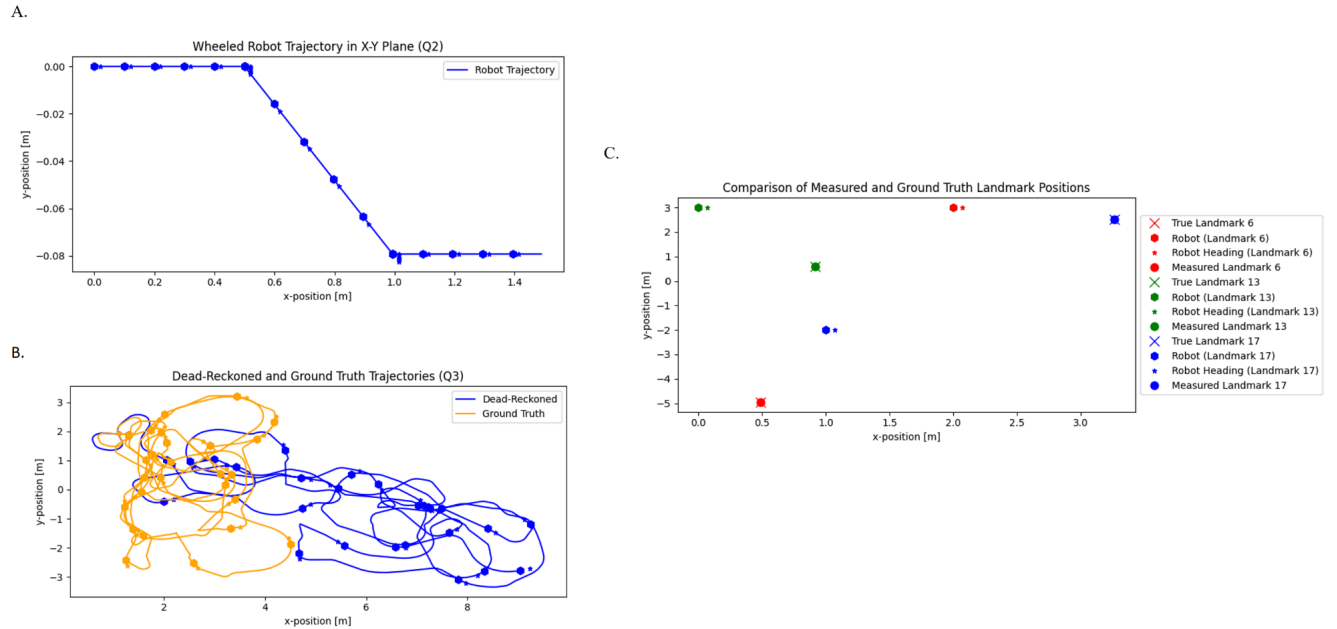 A.
Wheeled Robot Trajectory in X-Y Plane (Q2)
Robot Trajectory
y-position [m]
0.00
−0.02
−0.04
−0.06
−0.08
0.0 0.2 0.4 0.6 0.8 1.0 1.2 1.4
x-position [m]
B.
Dead-Reckoned and Ground Truth Trajectories (Q3)
Dead-Reckoned
Ground Truth
y-position [m]
3
2
1
0
−1
−2
−3
2 4 6 8
x-position [m]
C.
Comparison of Measured and Ground Truth Landmark Positions
y-position [m]
3
2
1
0
−1
−2
−3
−4
−5
0.0 0.5 1.0 1.5 2.0 2.5 3.0
x-position [m]
True Landmark 6
Robot (Landmark 6)
Robot Heading (Landmark 6)
Measured Landmark 6
True Landmark 13
Robot (Landmark 13)
Robot Heading (Landmark 13)
Measured Landmark 13
True Landmark 17
Robot (Landmark 17)
Robot Heading (Landmark 17)
Measured Landmark 17